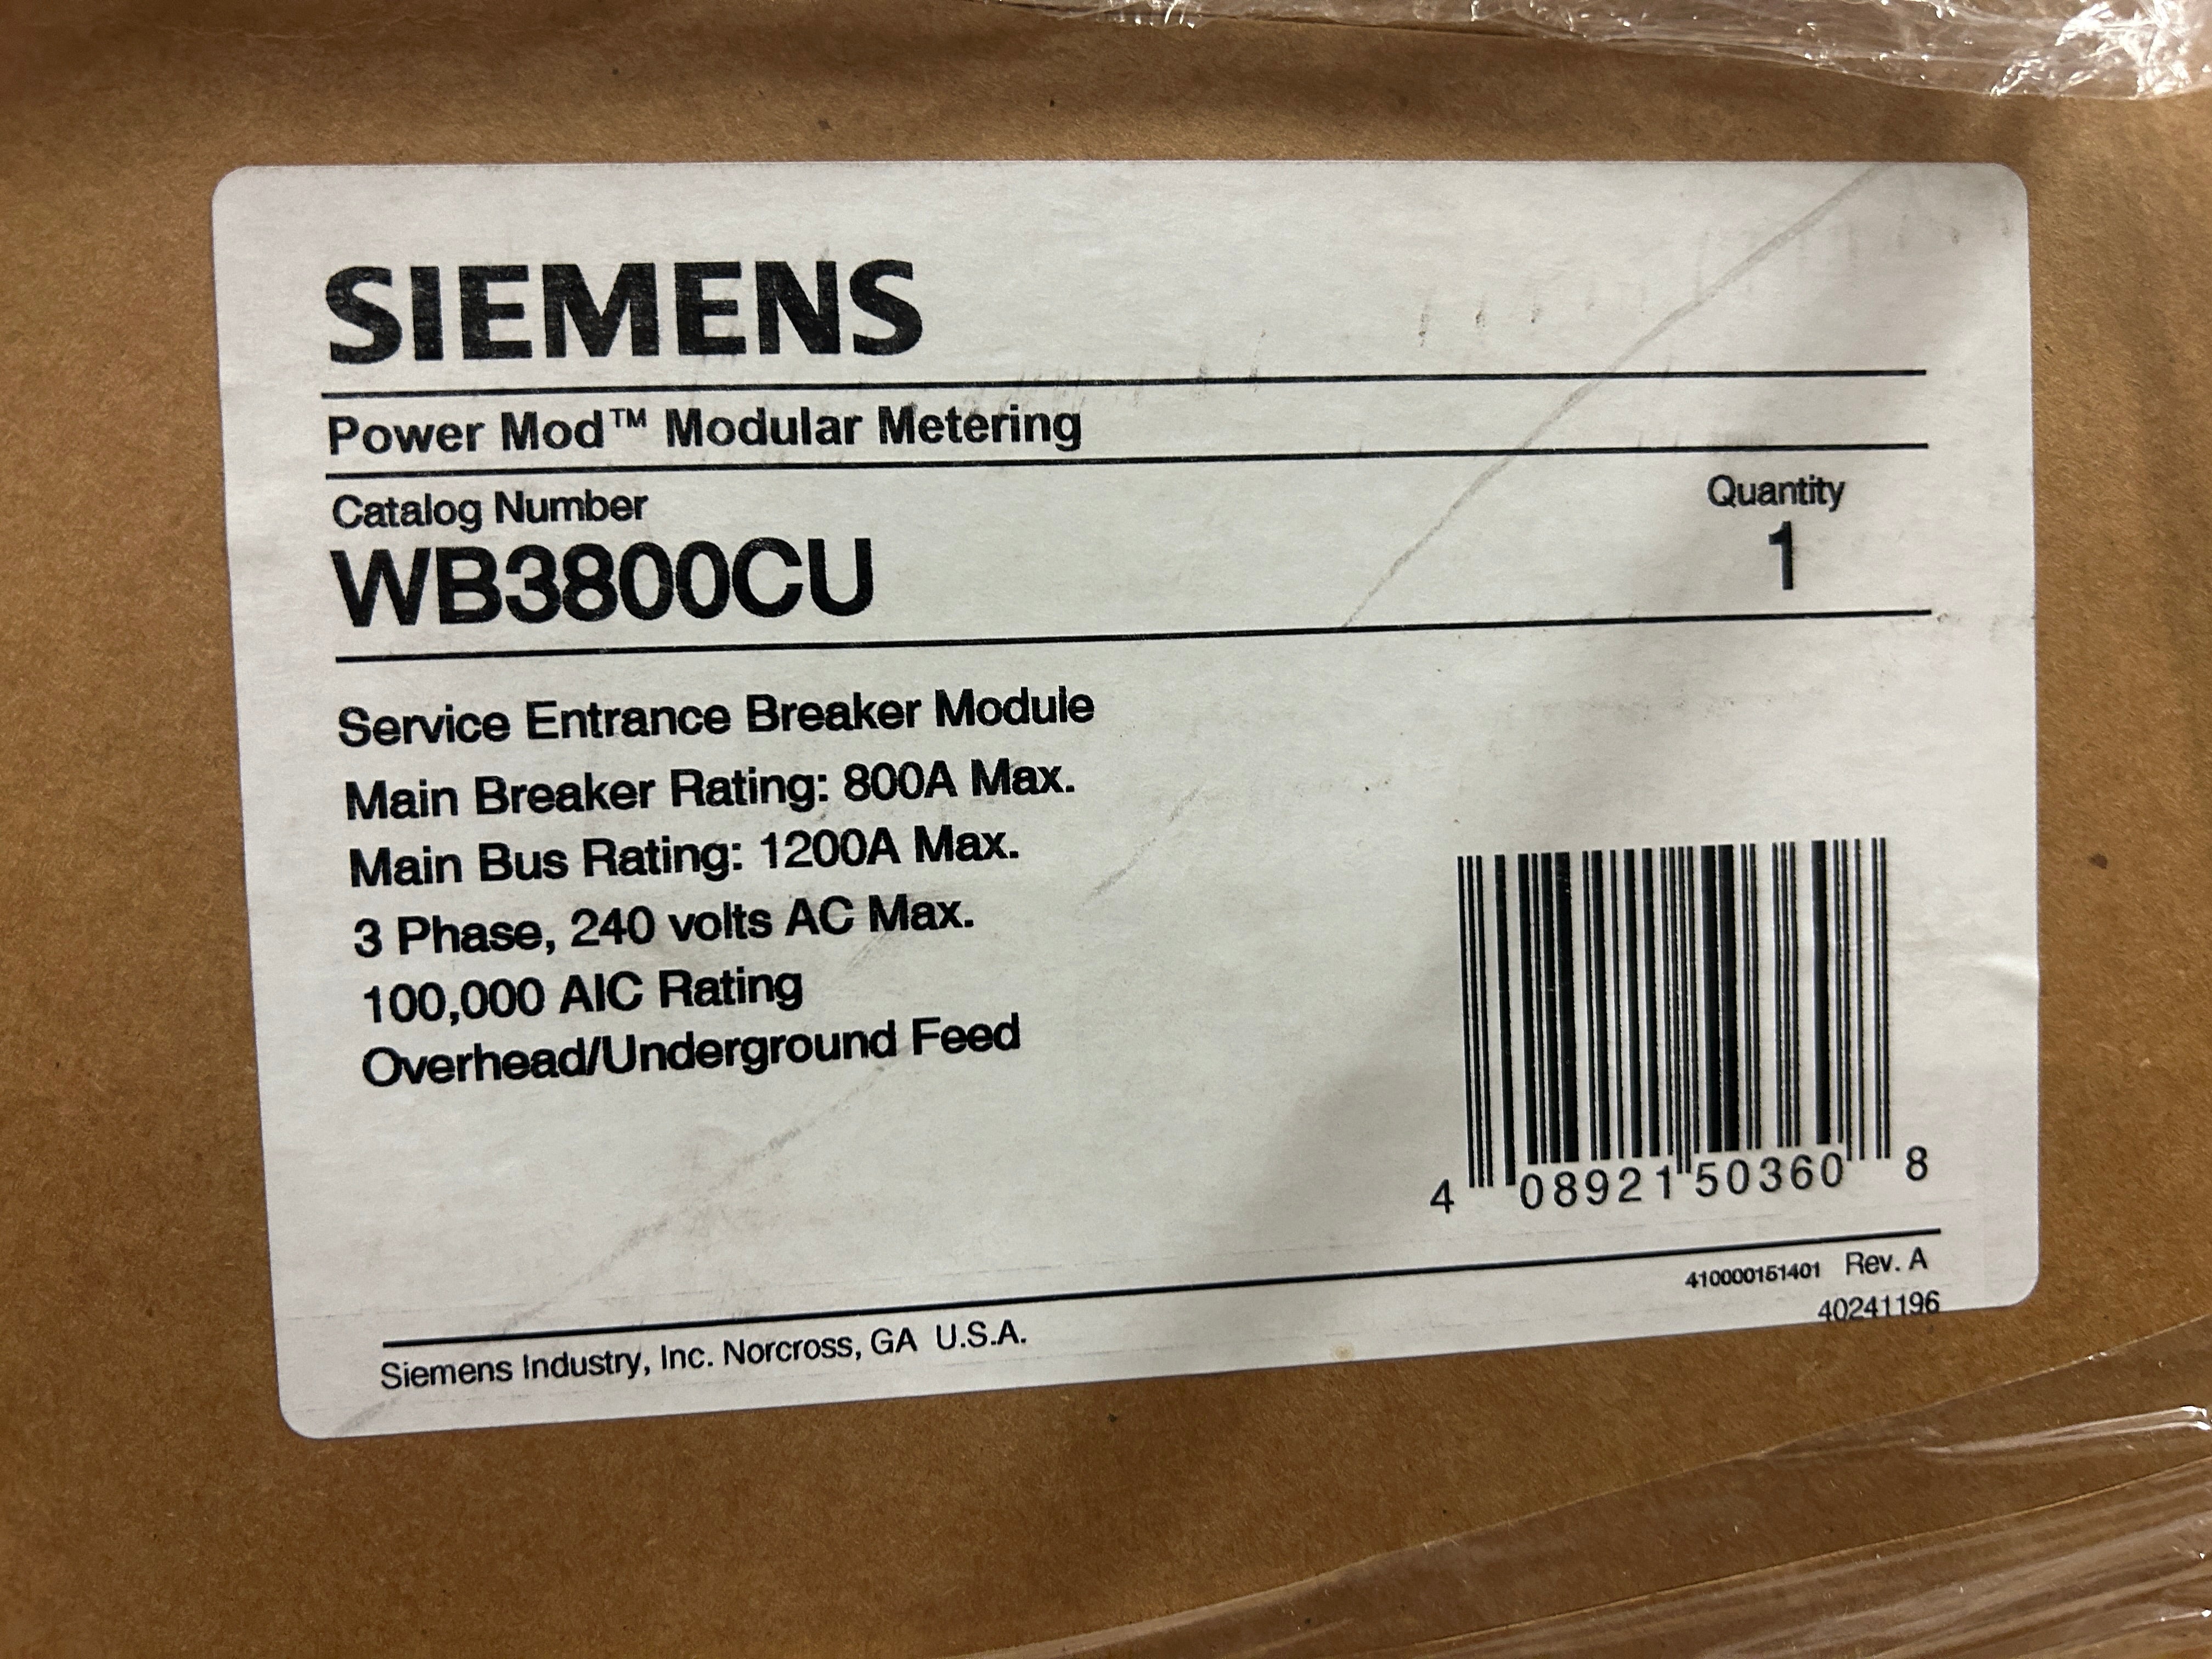 SIEMENS
Power Mod™ Modular Metering
Catalog Number
WB3800CU
Quantity
1
Service Entrance Breaker Module
Main Breaker Rating: 800A Max.
Main Bus Rating: 1200A Max.
3 Phase, 240 volts AC Max.
100,000 AIC Rating
Overhead/Underground Feed
4 08921 50360 8
410000151401 Rev. A
40241196
Siemens Industry, Inc. Norcross, GA U.S.A.